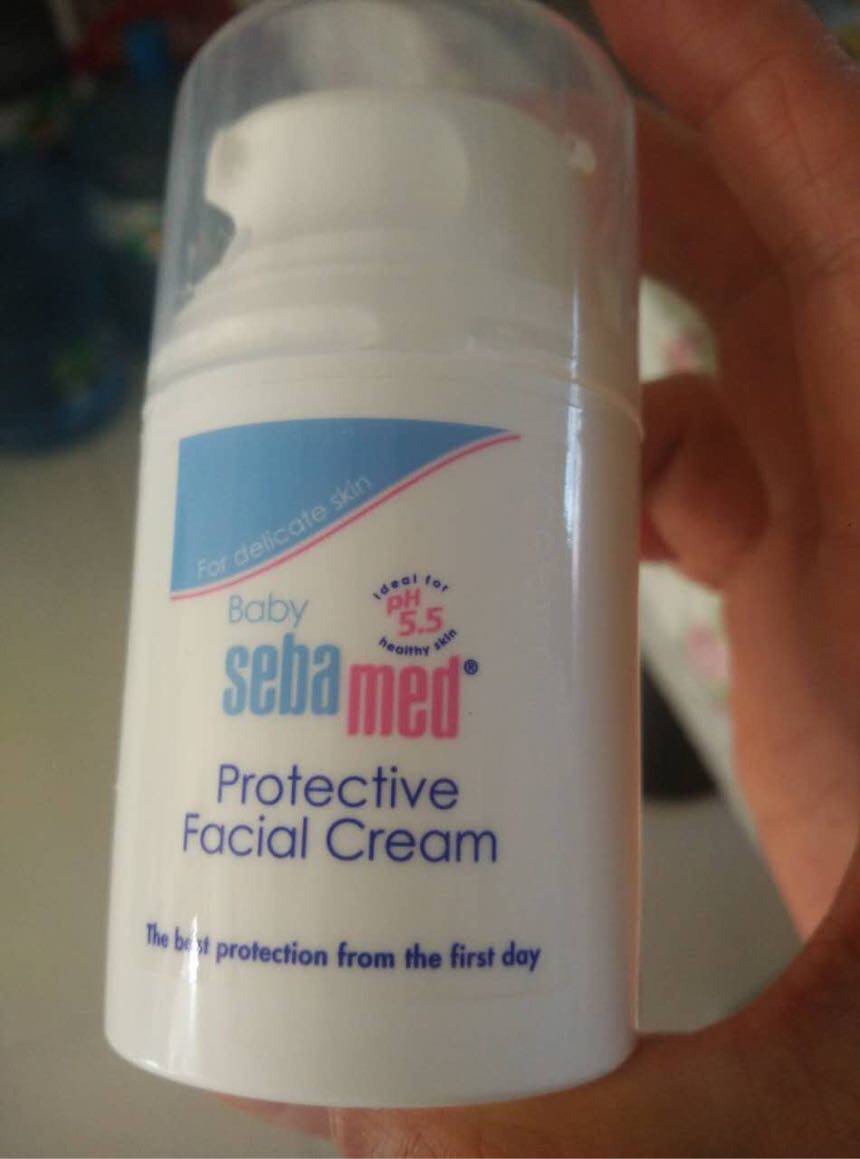 For delicate skin
Baby
Ideal for
pH
5.5
healthy skin
sebamed®
Protective
Facial Cream
The best protection from the first day